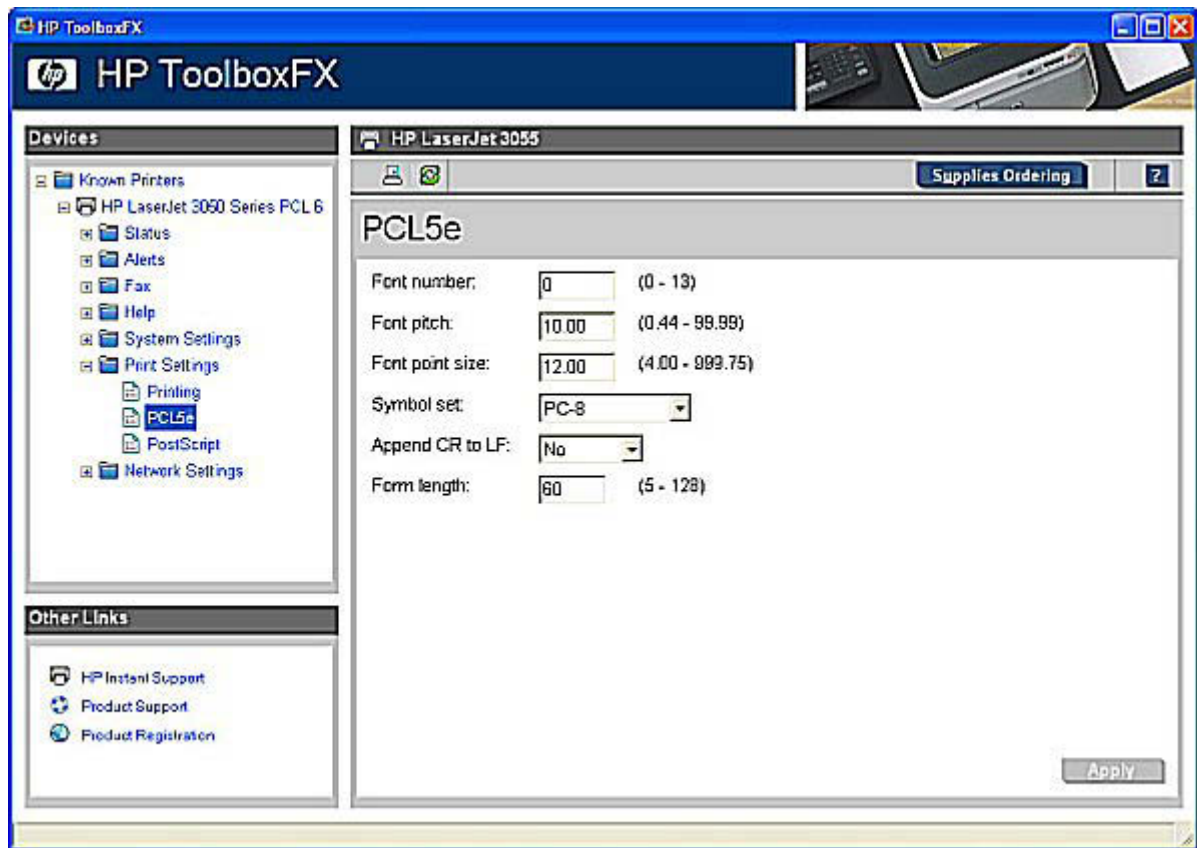 HP ToolboxFX
hp HP ToolboxFX
Devices
Known Printers
HP LaserJet 3050 Series PCL 6
Status
Alerts
Fax
Help
System Settings
Print Settings
Printing
PCL5e
PostScript
Network Settings
Other Links
HP Instant Support
Product Support
Product Registration
HP LaserJet 3055
Supplies Ordering ?
PCL5e
Font number: 0 (0 - 13)
Font pitch: 10.00 (0.44 - 99.99)
Font point size: 12.00 (4.00 - 999.75)
Symbol set: PC-8
Append CR to LF: No
Form length: 60 (5 - 128)
Apply